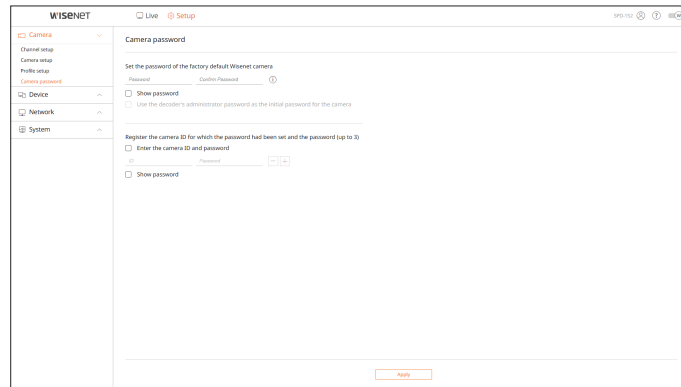 WISENET
Live
Setup
SPD-152
?
W
Camera
Channel setup
Camera setup
Profile setup
Camera password
Device
Network
System
Camera password
Set the password of the factory default Wisenet camera
Password
Confirm Password
Show password
Use the decoder's administrator password as the initial password for the camera
Register the camera ID for which the password had been set and the password (up to 3)
Enter the camera ID and password
ID
Password
Show password
Apply